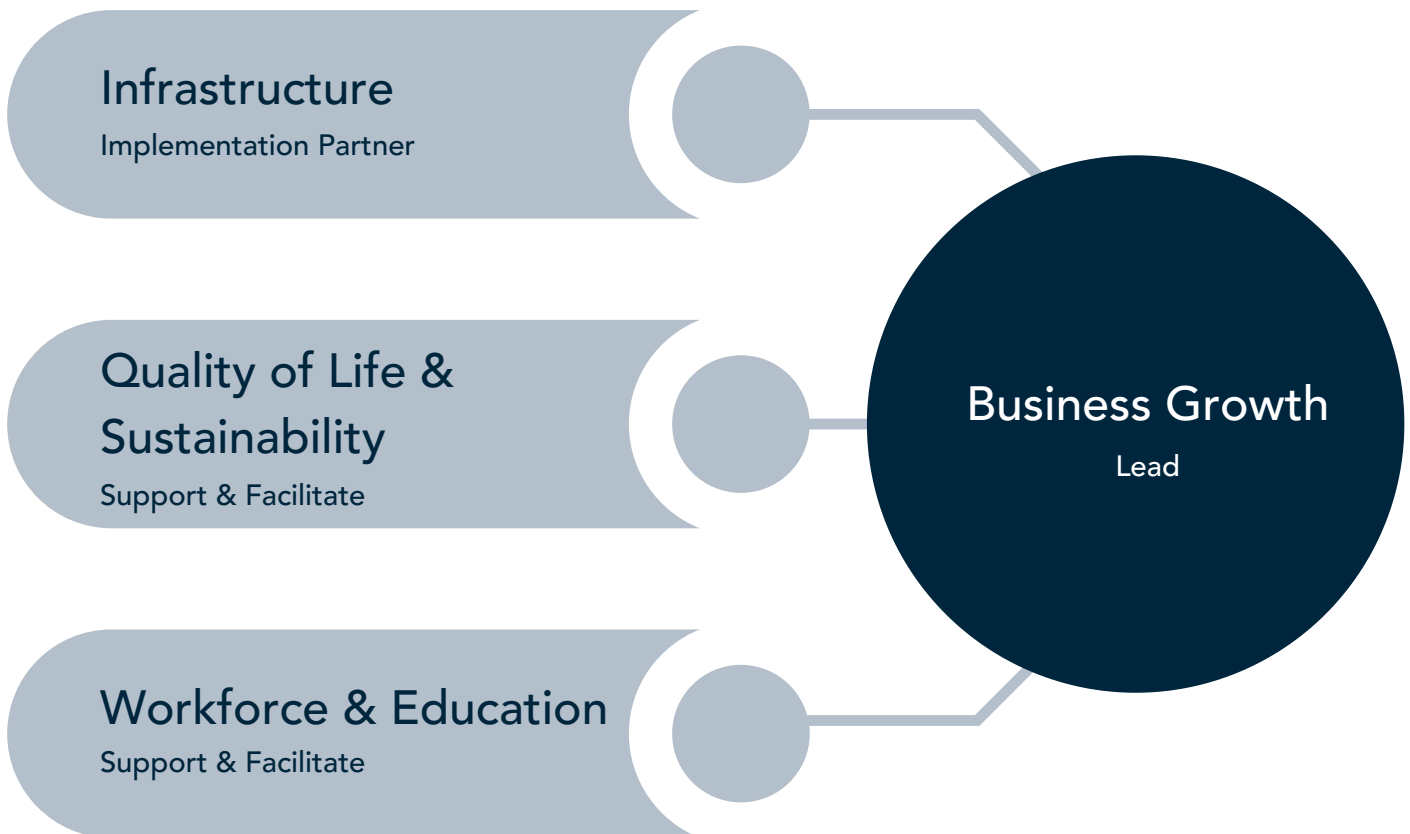 Infrastructure
Implementation Partner
Quality of Life &
Sustainability
Support & Facilitate
Workforce & Education
Support & Facilitate
Business Growth
Lead